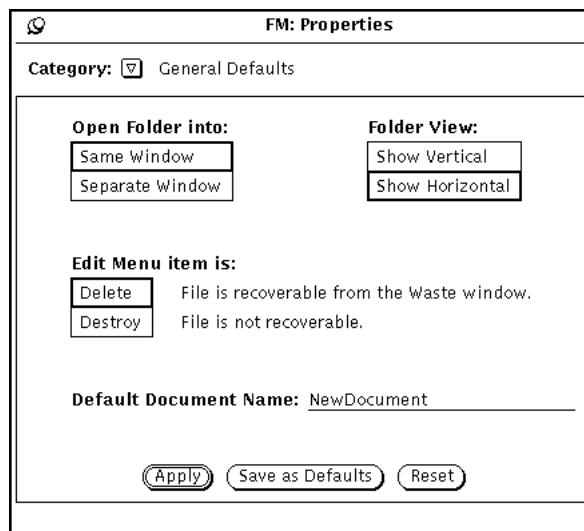 FM: Properties
Category: General Defaults
Open Folder into: Folder View:
Same Window Show Vertical
Separate Window Show Horizontal
Edit Menu item is:
Delete File is recoverable from the Waste window.
Destroy File is not recoverable.
Default Document Name: NewDocument
Apply Save as Defaults Reset